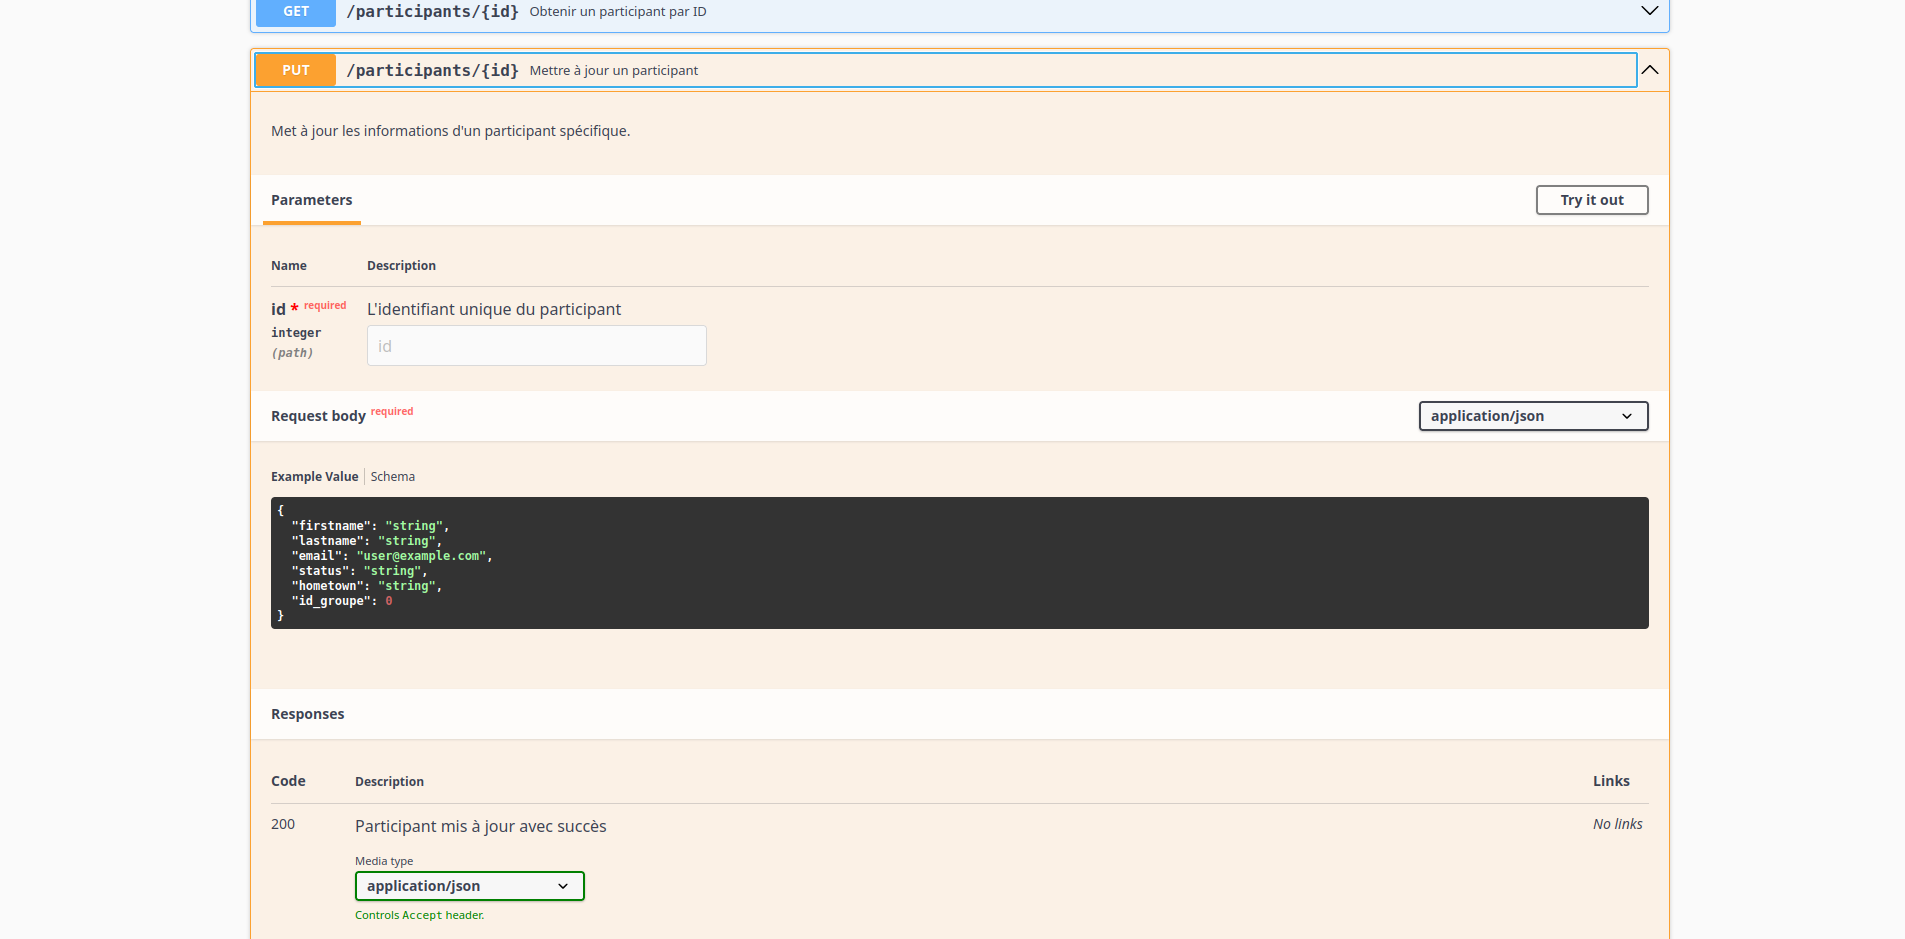 GET /participants/{id} Obtenir un participant par ID
PUT /participants/{id} Mettre à jour un participant
Met à jour les informations d'un participant spécifique.
Parameters Try it out
Name Description
id * required L'identifiant unique du participant
integer
(path) id
Request body required application/json
Example Value Schema
{
"firstname": "string",
"lastname": "string",
"email": "user@example.com",
"status": "string",
"hometown": "string",
"id_groupe": 0
}
Responses
Code Description Links
200 Participant mis à jour avec succès No links
Media type
application/json
Controls Accept header.